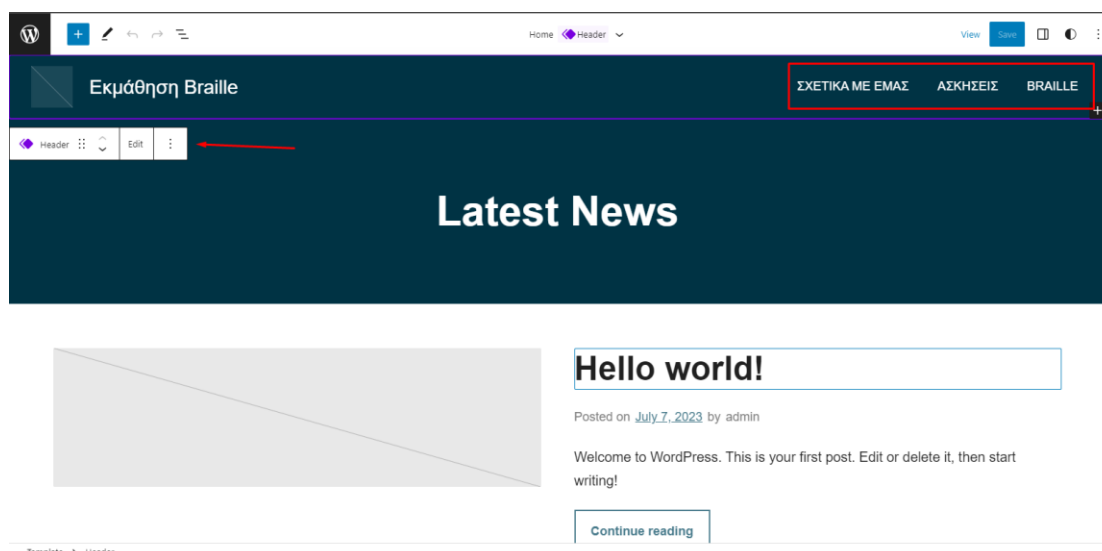 Home Header
View Save
Εκμάθηση Braille
ΣΧΕΤΙΚΑ ΜΕ ΕΜΑΣ ΑΣΚΗΣΕΙΣ BRAILLE
Header Edit
Latest News
Hello world!
Posted on July 7, 2023 by admin
Welcome to WordPress. This is your first post. Edit or delete it, then start
writing!
Continue reading